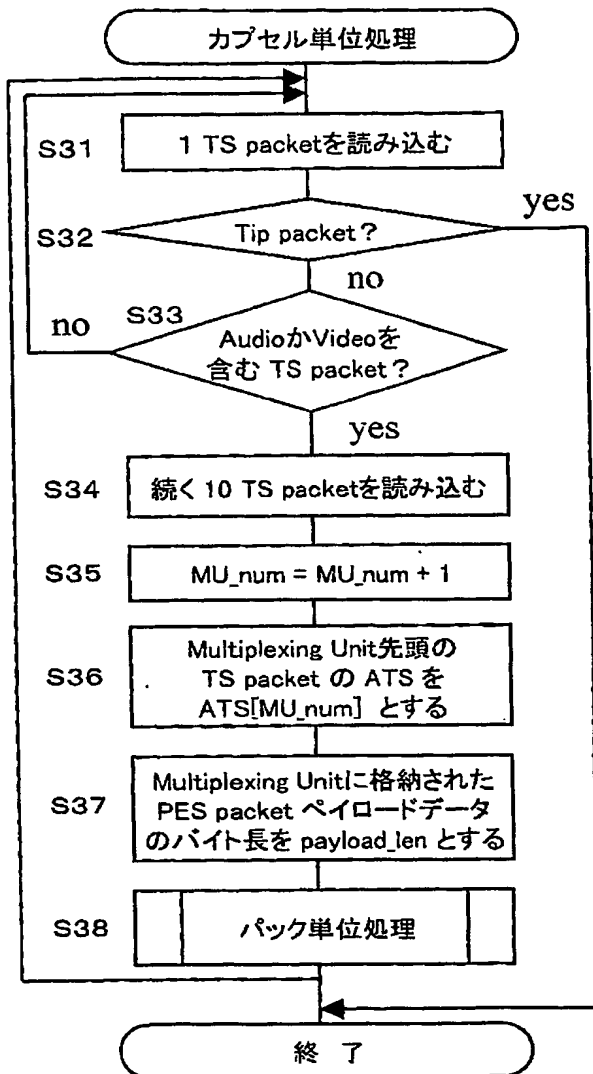 カプセル単位処理
S31
1 TS packetを読み込む
S32
Tip packet？
yes
no
S33
no
AudioかVideoを
含む TS packet？
yes
S34
続く 10 TS packetを読み込む
S35
MU_num = MU_num + 1
S36
Multiplexing Unit先頭の
TS packet の ATS を
ATS[MU_num] とする
S37
Multiplexing Unitに格納された
PES packet ペイロードデータ
のバイト長を payload_len とする
S38
パック単位処理
終 了